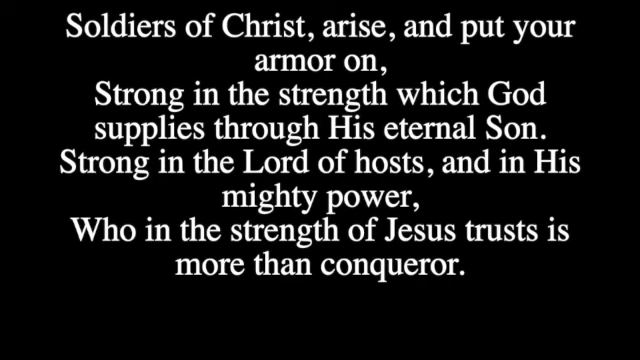 Soldiers of Christ, arise, and put your
armor on,
Strong in the strength which God
supplies through His eternal Son.
Strong in the Lord of hosts, and in His
mighty power,
Who in the strength of Jesus trusts is
more than conqueror.